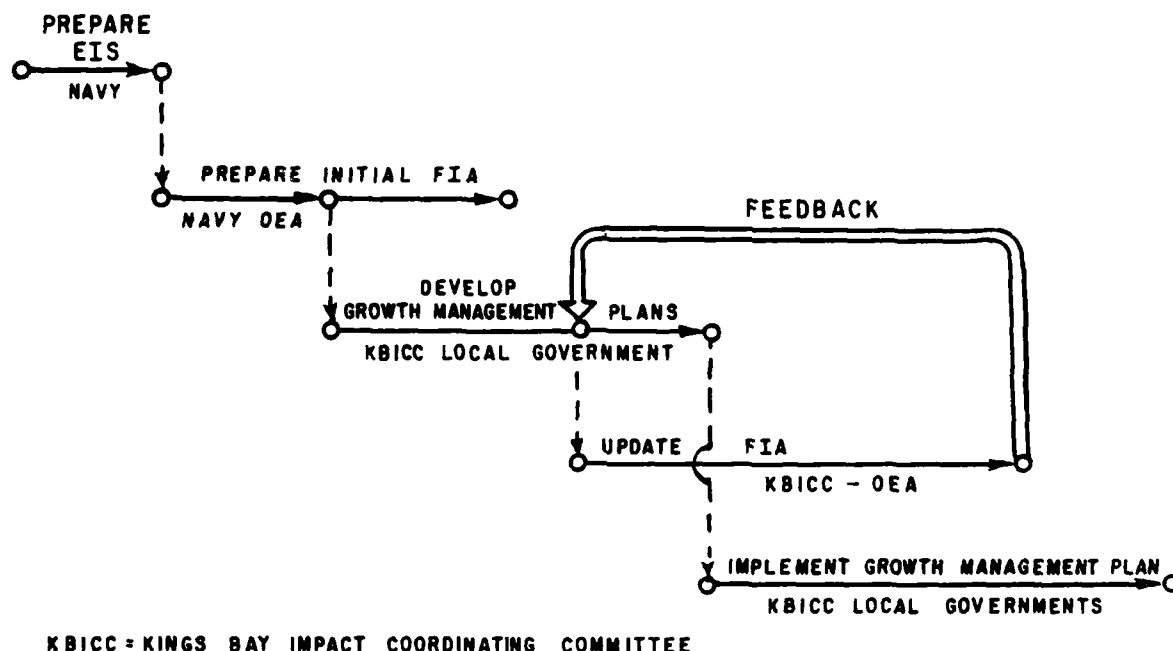 PREPARE
EIS
NAVY
PREPARE INITIAL FIA
NAVY OEA
FEEDBACK
DEVELOP
GROWTH MANAGEMENT PLANS
KBICC LOCAL GOVERNMENT
UPDATE FIA
KBICC - OEA
IMPLEMENT GROWTH MANAGEMENT PLAN
KBICC LOCAL GOVERNMENTS
KBICC = KINGS BAY IMPACT COORDINATING COMMITTEE